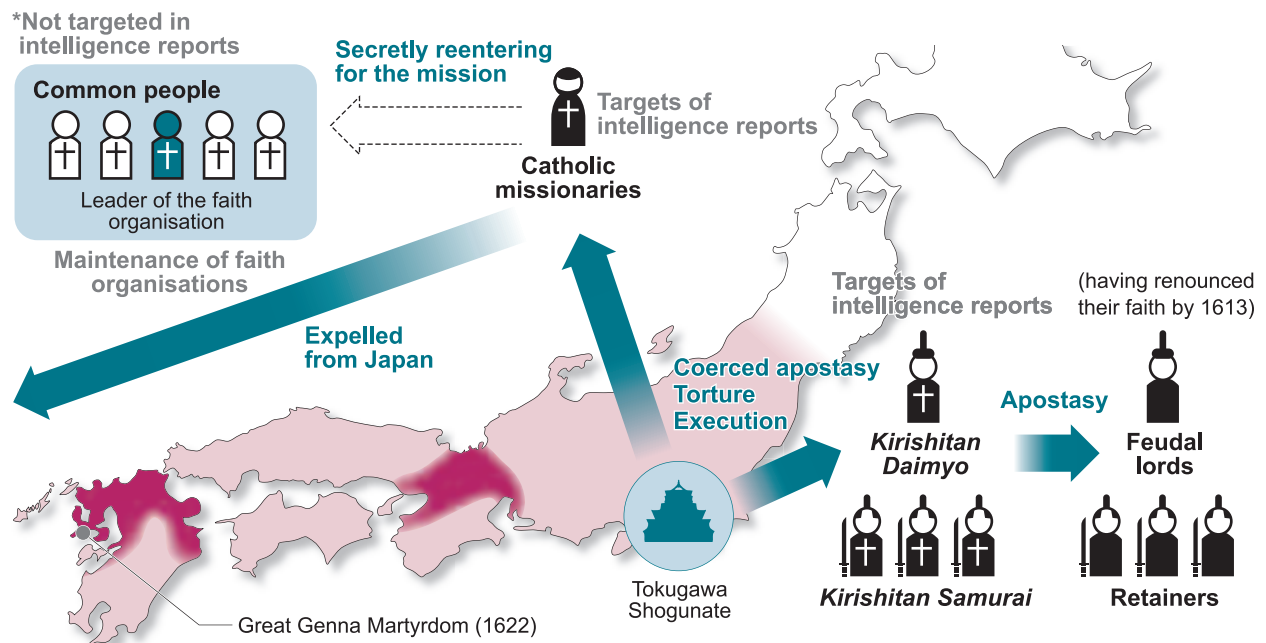 *Not targeted in
intelligence reports
Common people
Leader of the faith
organisation
Maintenance of faith
organisations
Secretly reentering
for the mission
Targets of
intelligence reports
Catholic
missionaries
Expelled
from Japan
Coerced apostasy
Torture
Execution
Targets of
intelligence reports
(having renounced
their faith by 1613)
Apostasy
Kirishitan
Daimyo
Feudal
lords
Kirishitan Samurai
Retainers
Tokugawa
Shogunate
Great Genna Martyrdom (1622)